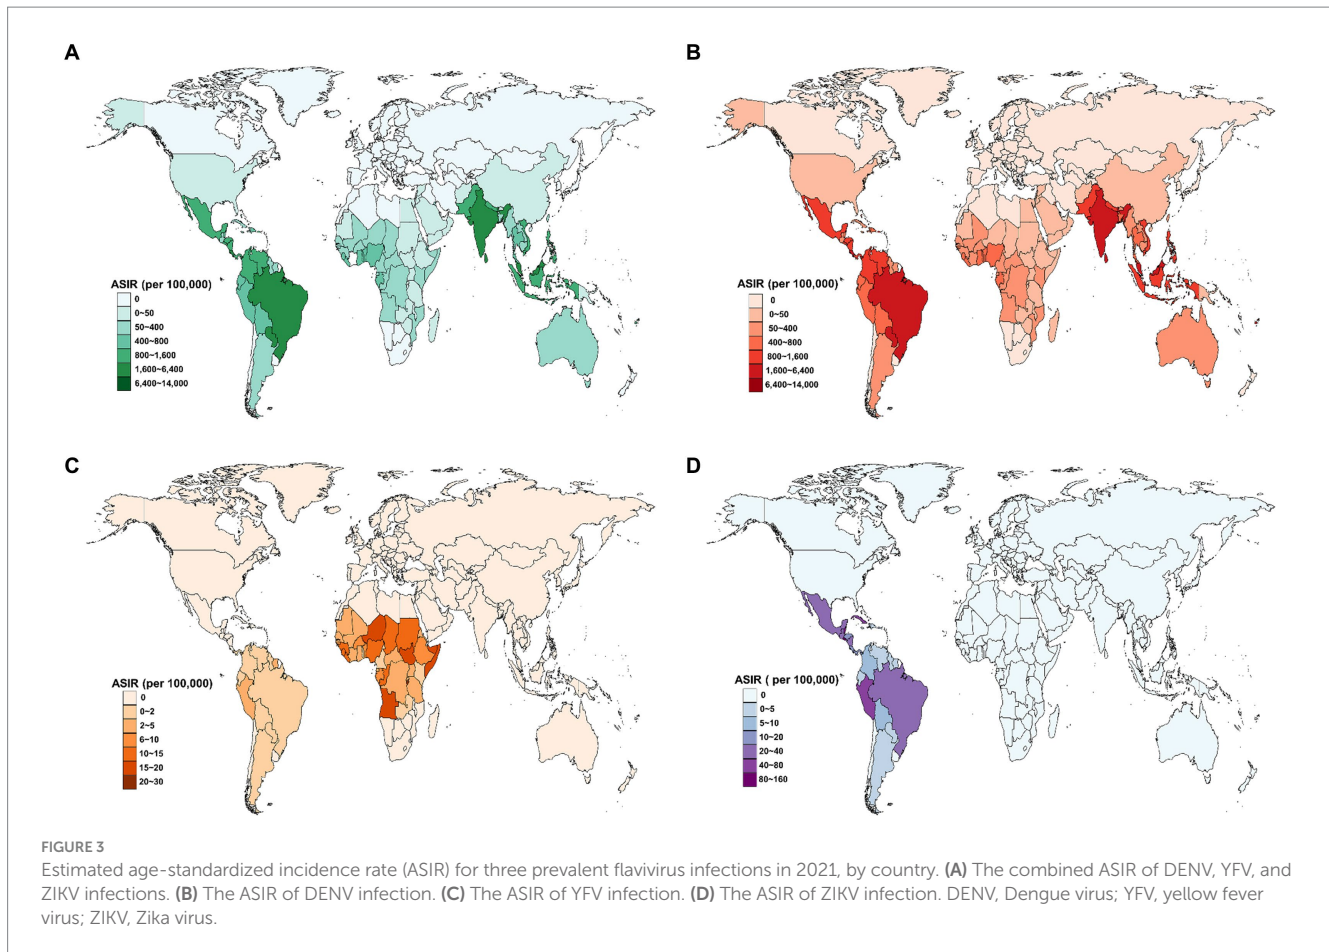 A
B
ASIR (per 100,000)
0
0~50
50~400
400~800
800~1,600
1,600~6,400
6,400~14,000
ASIR (per 100,000)
0
0~50
50~400
400~800
800~1,600
1,600~6,400
6,400~14,000
C
D
ASIR (per 100,000)
0
0~2
2~5
6~10
10~15
15~20
20~30
ASIR ( per 100,000)
0
0~5
5~10
10~20
20~40
40~80
80~160
FIGURE 3
Estimated age-standardized incidence rate (ASIR) for three prevalent flavivirus infections in 2021, by country. (A) The combined ASIR of DENV, YFV, and
ZIKV infections. (B) The ASIR of DENV infection. (C) The ASIR of YFV infection. (D) The ASIR of ZIKV infection. DENV, Dengue virus; YFV, yellow fever
virus; ZIKV, Zika virus.